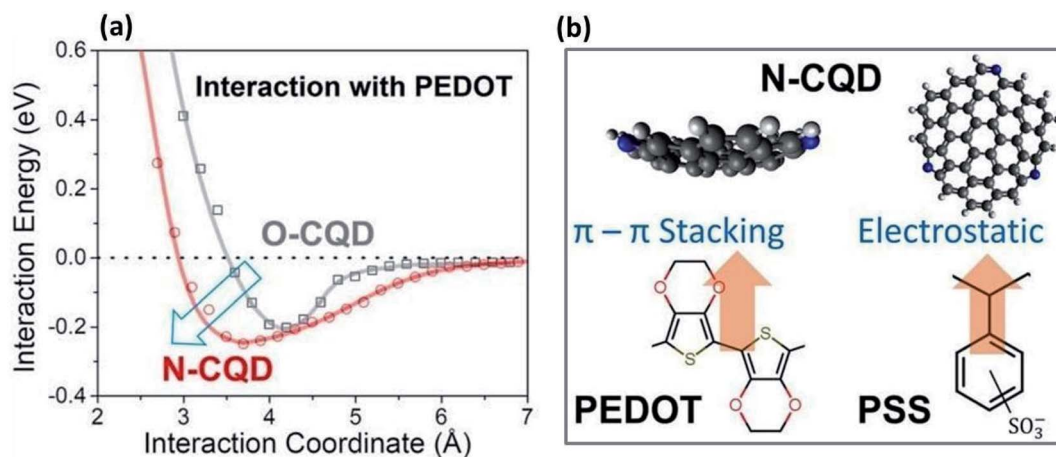 (a)
0.6
0.4
0.2
0.0
-0.2
-0.4
Interaction Energy (eV)
Interaction with PEDOT
O-CQD
N-CQD
2 3 4 5 6 7
Interaction Coordinate (Å)
(b)
N-CQD
π – π Stacking
Electrostatic
O
O
S
S
O
O
PEDOT
PSS
SO₃⁻